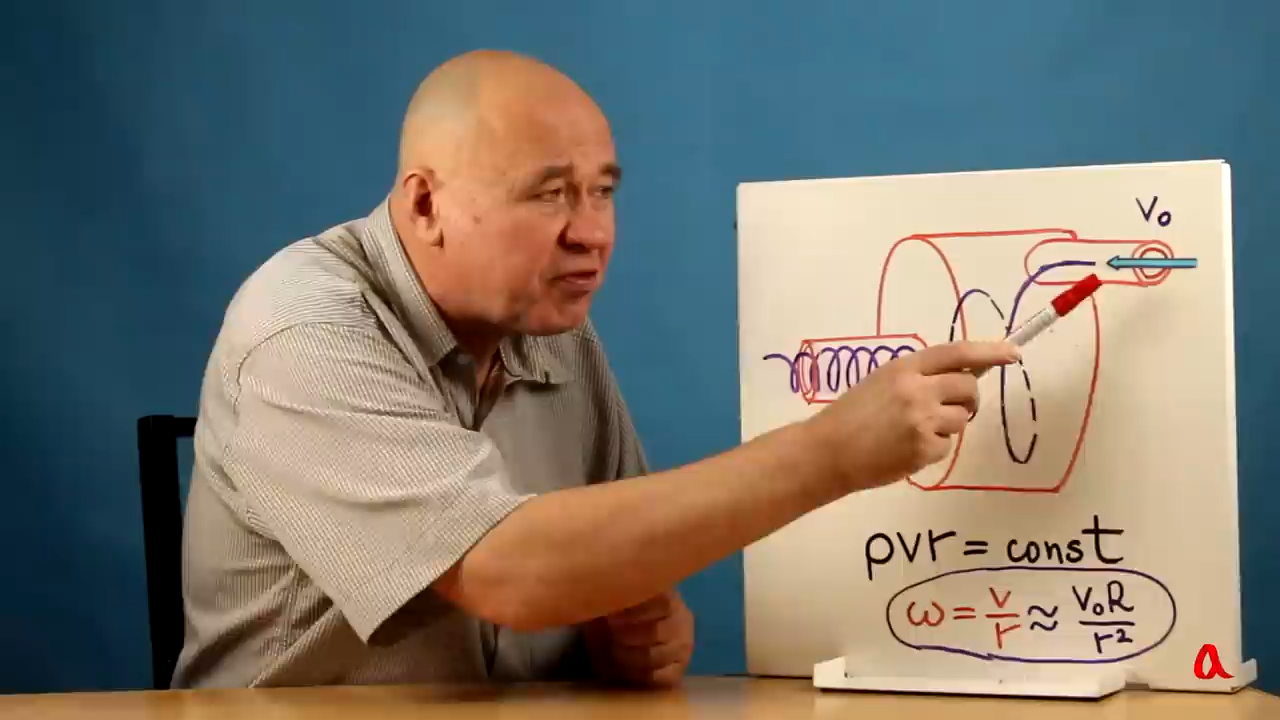 V₀
ρvr = const
ω = v/r ≈ V₀R/r²
a